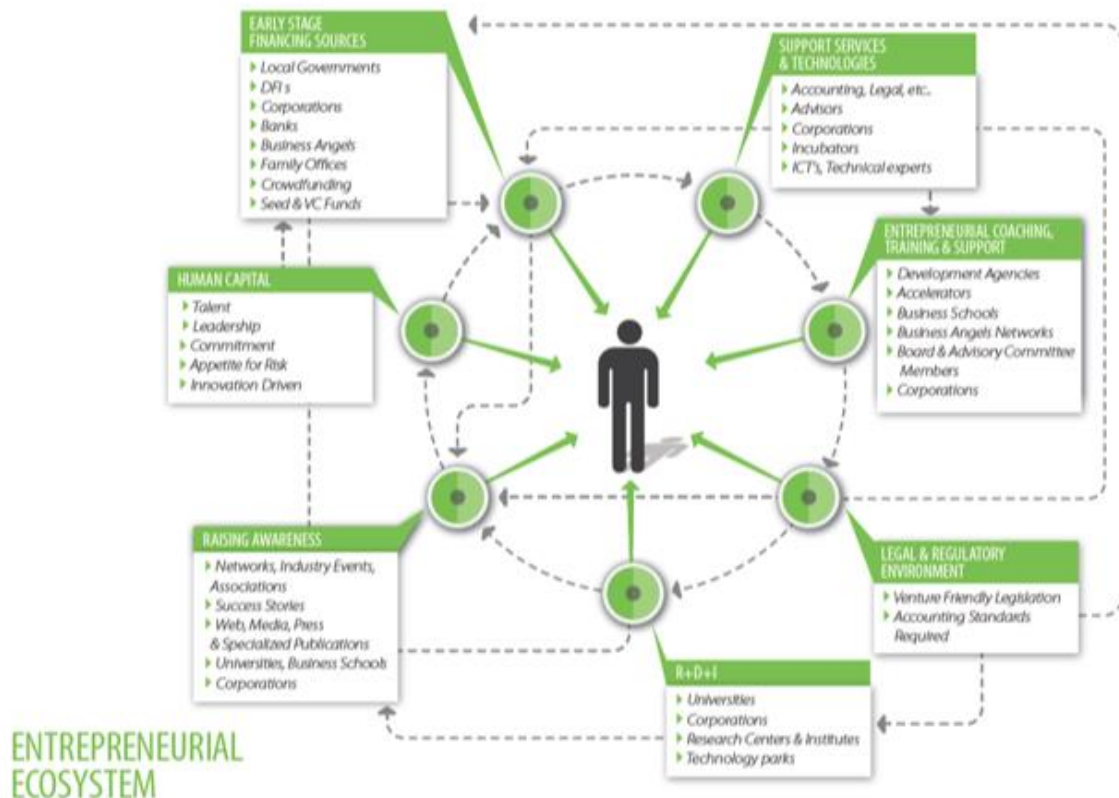 EARLY STAGE
FINANCING SOURCES
Local Governments
DFI s
Corporations
Banks
Business Angels
Family Offices
Crowdfunding
Seed & VC Funds
SUPPORT SERVICES
& TECHNOLOGIES
Accounting, Legal, etc..
Advisors
Corporations
Incubators
ICT's, Technical experts
ENTREPRENEURIAL COACHING,
TRAINING & SUPPORT
Development Agencies
Accelerators
Business Schools
Business Angels Networks
Board & Advisory Committee
Members
Corporations
HUMAN CAPITAL
Talent
Leadership
Commitment
Appetite for Risk
Innovation Driven
RAISING AWARENESS
Networks, Industry Events,
Associations
Success Stories
Web, Media, Press
& Specialized Publications
Universities, Business Schools
Corporations
LEGAL & REGULATORY
ENVIRONMENT
Venture Friendly Legislation
Accounting Standards
Required
R+D+I
Universities
Corporations
Research Centers & Institutes
Technology parks
ENTREPRENEURIAL
ECOSYSTEM